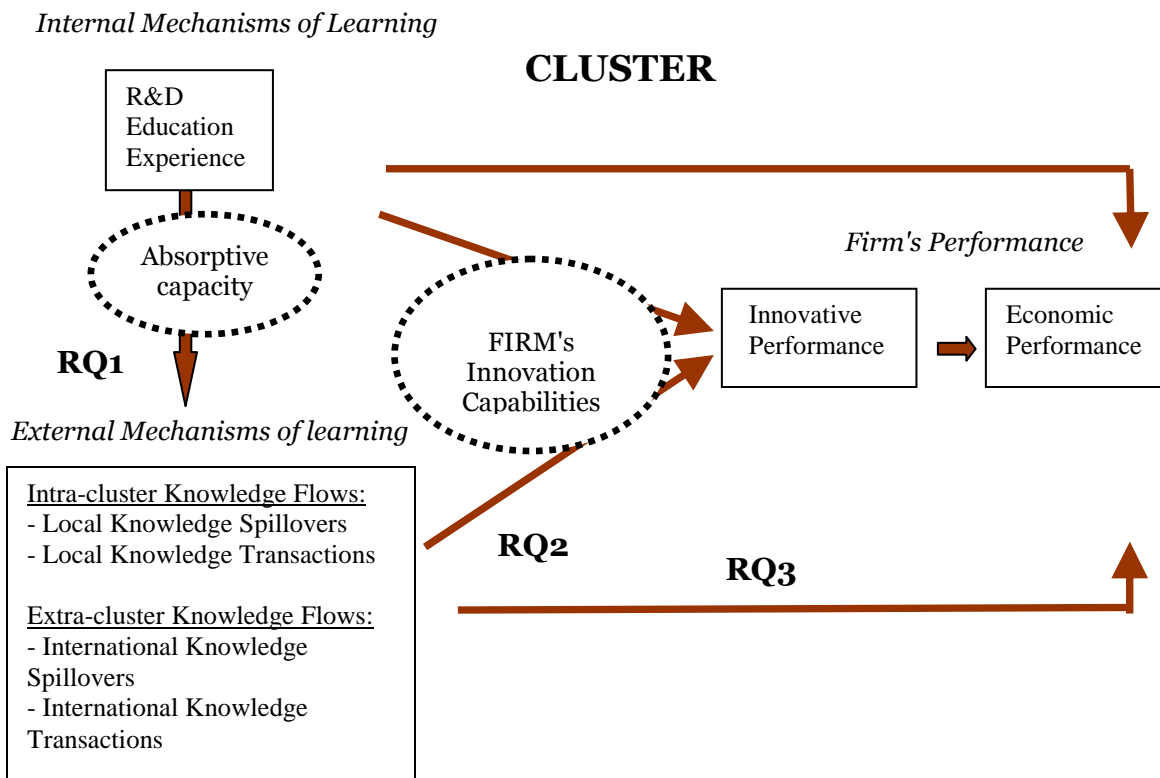 Internal Mechanisms of Learning
CLUSTER
R&D
Education
Experience
Absorptive
capacity
Firm's Performance
FIRM's
Innovation
Capabilities
Innovative
Performance
Economic
Performance
RQ1
External Mechanisms of learning
Intra-cluster Knowledge Flows:
- Local Knowledge Spillovers
- Local Knowledge Transactions
Extra-cluster Knowledge Flows:
- International Knowledge
Spillovers
- International Knowledge
Transactions
RQ2
RQ3